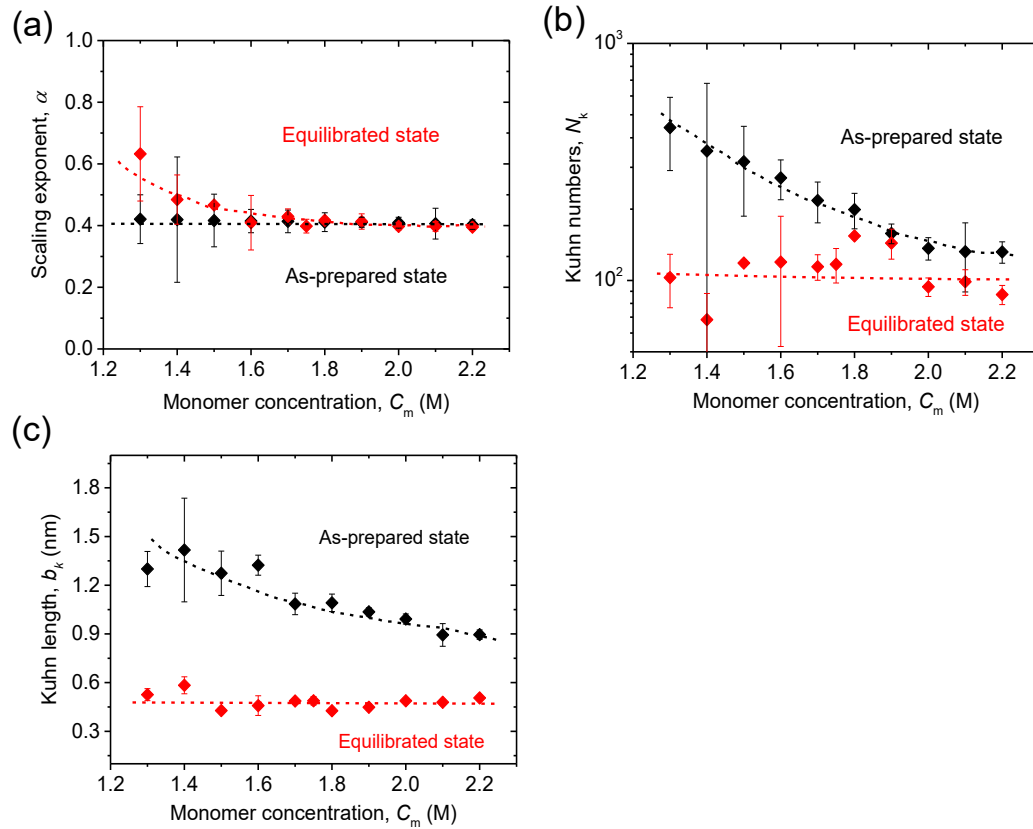 (a)
1.0
0.8
0.6
0.4
0.2
0.0
Scaling exponent, α
Equilibrated state
As-prepared state
1.2 1.4 1.6 1.8 2.0 2.2
Monomer concentration, Cm (M)
(b)
10³
10²
Kuhn numbers, Nk
As-prepared state
Equilibrated state
1.2 1.4 1.6 1.8 2.0 2.2
Monomer concentration, Cm (M)
(c)
1.8
1.5
1.2
0.9
0.6
0.3
Kuhn length, bk (nm)
As-prepared state
Equilibrated state
1.2 1.4 1.6 1.8 2.0 2.2
Monomer concentration, Cm (M)